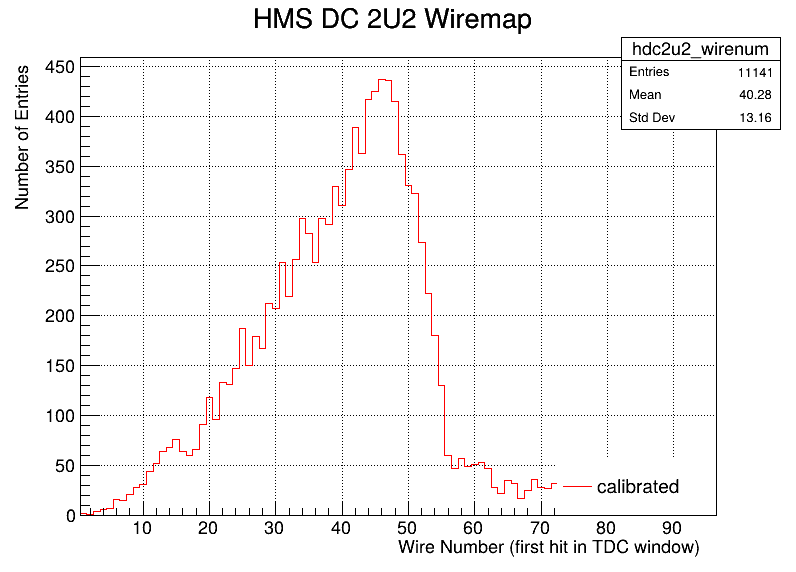 HMS DC 2U2 Wiremap
hdc2u2_wirenum
Entries 11141
Mean 40.28
Std Dev 13.16
Number of Entries
450
400
350
300
250
200
150
100
50
0
calibrated
10 20 30 40 50 60 70 80 90
Wire Number (first hit in TDC window)